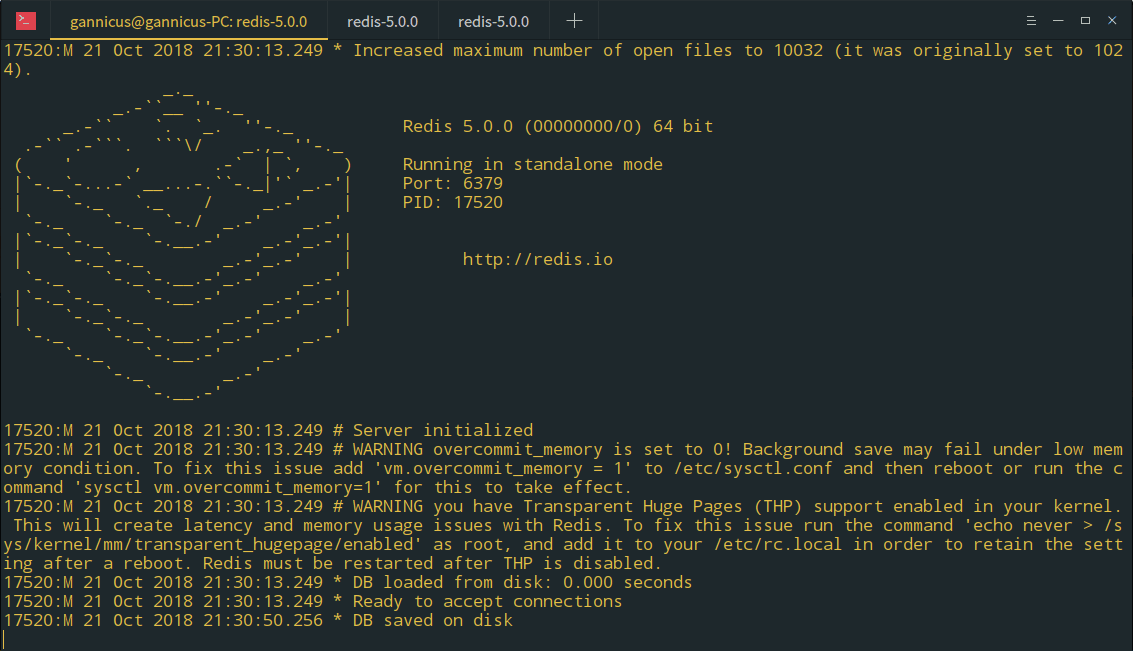 gannicus@gannicus-PC: redis-5.0.0 redis-5.0.0 redis-5.0.0
17520:M 21 Oct 2018 21:30:13.249 * Increased maximum number of open files to 10032 (it was originally set to 102
4).
Redis 5.0.0 (00000000/0) 64 bit
Running in standalone mode
Port: 6379
PID: 17520
http://redis.io
17520:M 21 Oct 2018 21:30:13.249 # Server initialized
17520:M 21 Oct 2018 21:30:13.249 # WARNING overcommit_memory is set to 0! Background save may fail under low mem
ory condition. To fix this issue add 'vm.overcommit_memory = 1' to /etc/sysctl.conf and then reboot or run the c
ommand 'sysctl vm.overcommit_memory=1' for this to take effect.
17520:M 21 Oct 2018 21:30:13.249 # WARNING you have Transparent Huge Pages (THP) support enabled in your kernel.
 This will create latency and memory usage issues with Redis. To fix this issue run the command 'echo never > /s
ys/kernel/mm/transparent_hugepage/enabled' as root, and add it to your /etc/rc.local in order to retain the sett
ing after a reboot. Redis must be restarted after THP is disabled.
17520:M 21 Oct 2018 21:30:13.249 * DB loaded from disk: 0.000 seconds
17520:M 21 Oct 2018 21:30:13.249 * Ready to accept connections
17520:M 21 Oct 2018 21:30:50.256 * DB saved on disk